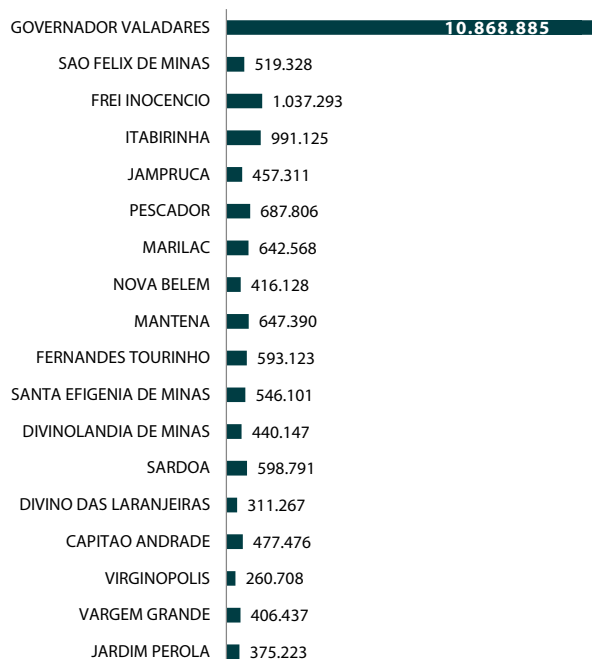 GOVERNADOR VALADARES 10.868.885
SAO FELIX DE MINAS 519.328
FREI INOCENCIO 1.037.293
ITABIRINHA 991.125
JAMPRUCA 457.311
PESCADOR 687.806
MARILAC 642.568
NOVA BELEM 416.128
MANTENA 647.390
FERNANDES TOURINHO 593.123
SANTA EFIGENIA DE MINAS 546.101
DIVINOLANDIA DE MINAS 440.147
SARDOA 598.791
DIVINO DAS LARANJEIRAS 311.267
CAPITAO ANDRADE 477.476
VIRGINOPOLIS 260.708
VARGEM GRANDE 406.437
JARDIM PEROLA 375.223